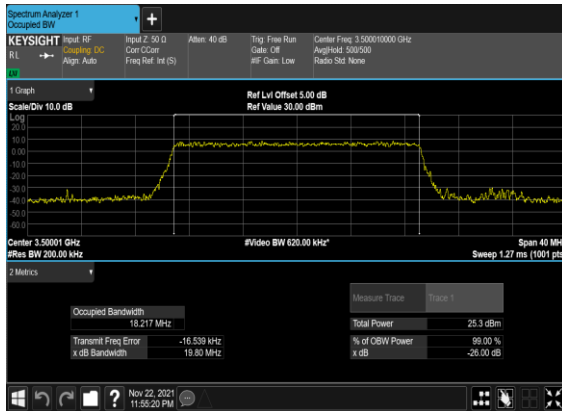 Spectrum Analyzer 1
Occupied BW
+
KEYSIGHT Input: RF Input Z: 50 Ω Atten: 40 dB Trig: Free Run Center Freq: 3.500010000 GHz
RL Coupling: DC Corr CCorr Gate: Off Avg|Hold: 500/500
Align: Auto Freq Ref: Int (S) #IF Gain: Low Radio Std: None
1 Graph
Ref Lvl Offset 5.00 dB
Scale/Div 10.0 dB Ref Value 30.00 dBm
Log
20.0
10.0
0.00
-10.0
-20.0
-30.0
-40.0
-50.0
-60.0
Center 3.50001 GHz #Video BW 620.00 kHz* Span 40 MH
#Res BW 200.00 kHz Sweep 1.27 ms (1001 pts
2 Metrics
Measure Trace Trace 1
Occupied Bandwidth
18.217 MHz Total Power 25.3 dBm
Transmit Freq Error -16.539 kHz % of OBW Power 99.00 %
x dB Bandwidth 19.80 MHz x dB -26.00 dB
? Nov 22, 2021
11:55:20 PM